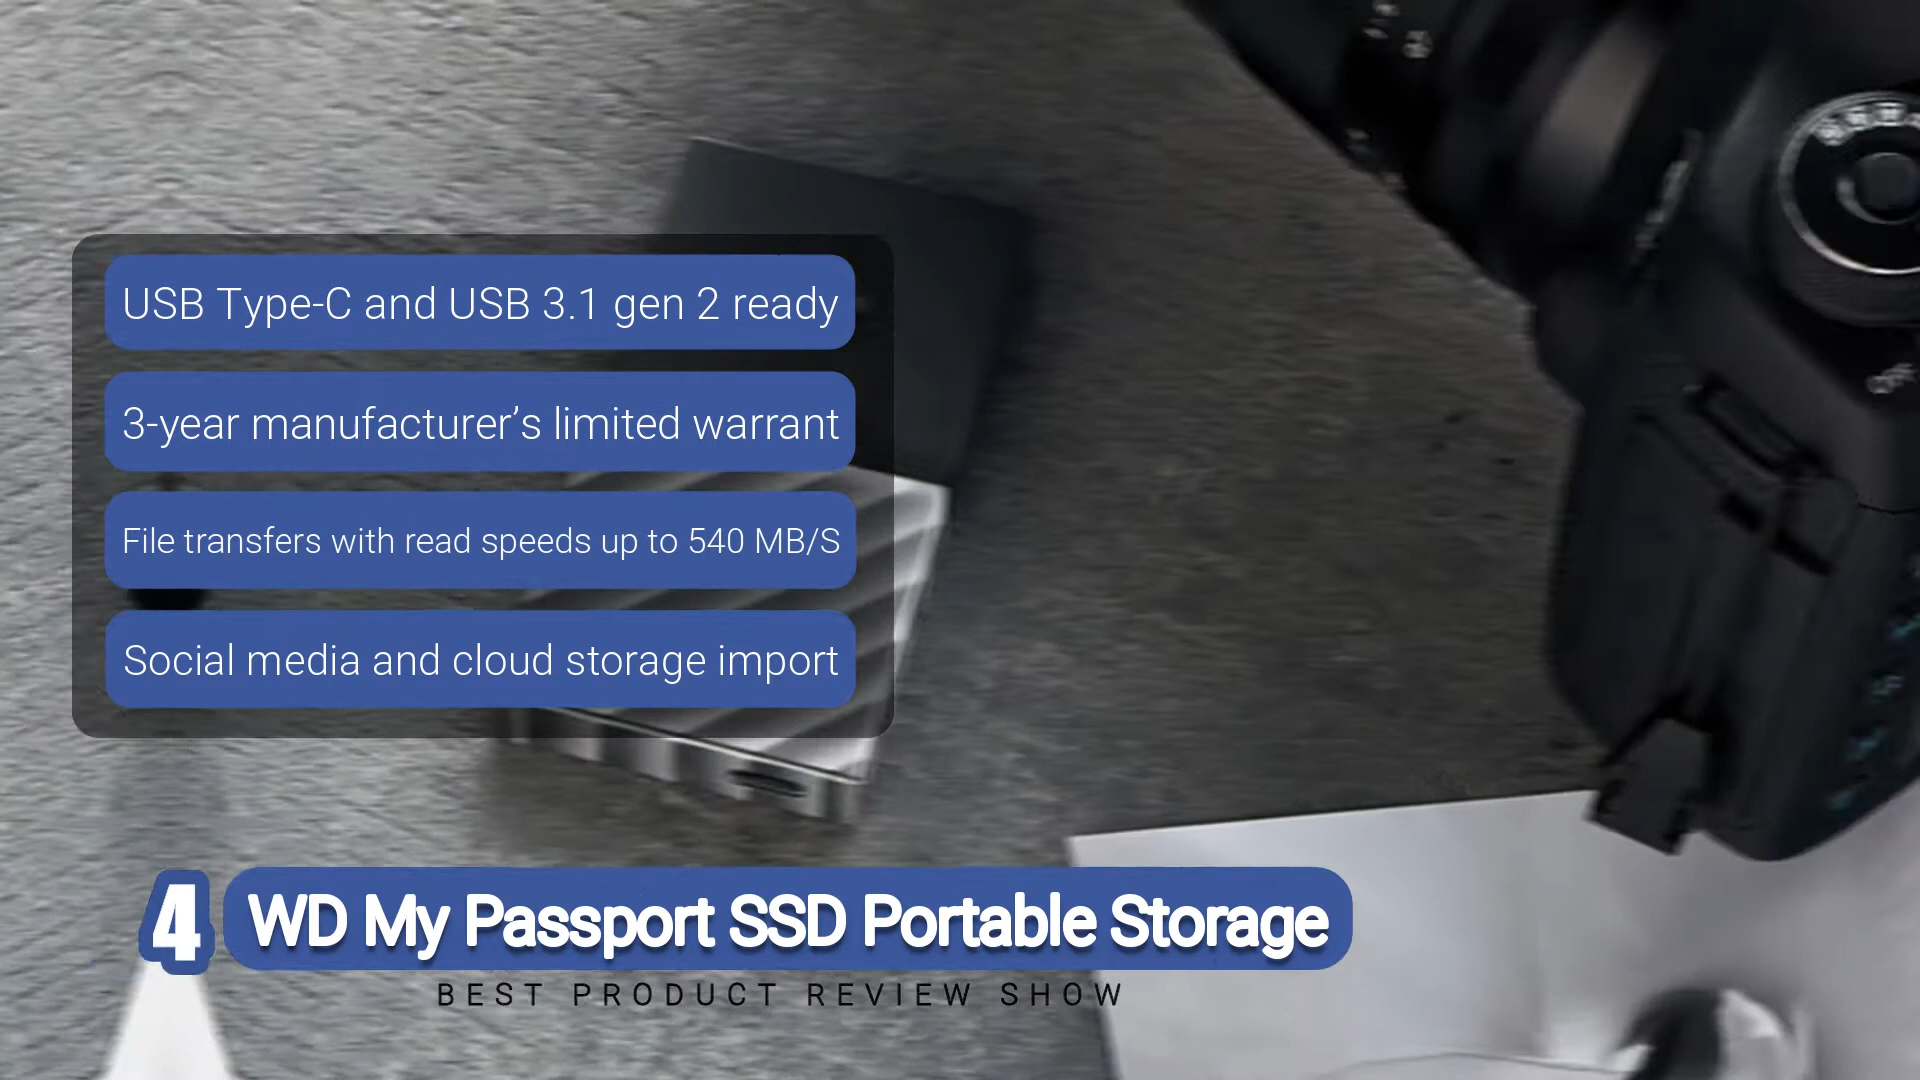 USB Type-C and USB 3.1 gen 2 ready
3-year manufacturer’s limited warrant
File transfers with read speeds up to 540 MB/S
Social media and cloud storage import
4 WD My Passport SSD Portable Storage
BEST PRODUCT REVIEW SHOW